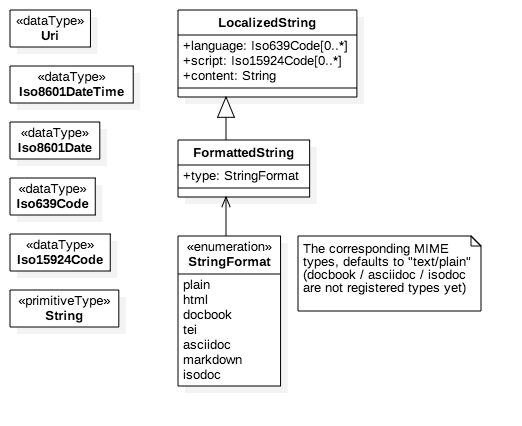 «dataType»
Uri
«dataType»
Iso8601DateTime
«dataType»
Iso8601Date
«dataType»
Iso639Code
«dataType»
Iso15924Code
«primitiveType»
String
LocalizedString
+language: Iso639Code[0..*]
+script: Iso15924Code[0..*]
+content: String
FormattedString
+type: StringFormat
«enumeration»
StringFormat
plain
html
docbook
tei
asciidoc
markdown
isodoc
The corresponding MIME
types, defaults to "text/plain"
(docbook / asciidoc / isodoc
are not registered types yet)